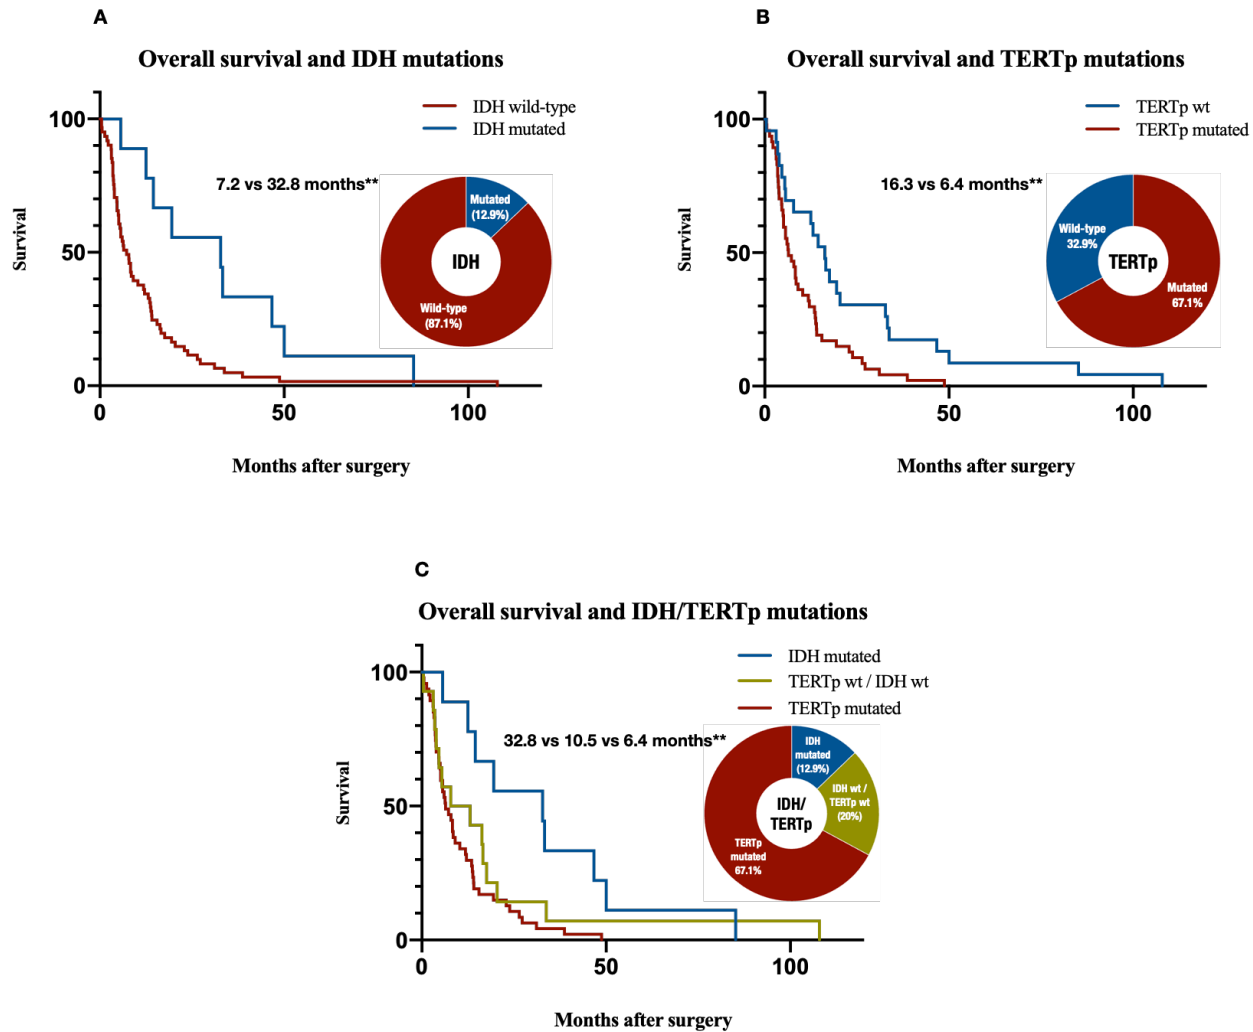 A
Overall survival and IDH mutations
IDH wild-type
IDH mutated
7.2 vs 32.8 months**
Mutated
(12.9%)
IDH
Wild-type
(87.1%)
Survival
100
50
0
0
50
100
Months after surgery
B
Overall survival and TERTp mutations
TERTp wt
TERTp mutated
16.3 vs 6.4 months**
Wild-type
32.9%
TERTp
Mutated
67.1%
Survival
100
50
0
0
50
100
Months after surgery
C
Overall survival and IDH/TERTp mutations
IDH mutated
TERTp wt / IDH wt
TERTp mutated
32.8 vs 10.5 vs 6.4 months**
IDH
mutated
(12.9%)
IDH wt /
TERTp wt
(20%)
IDH/
TERTp
TERTp
mutated
67.1%
Survival
100
50
0
0
50
100
Months after surgery